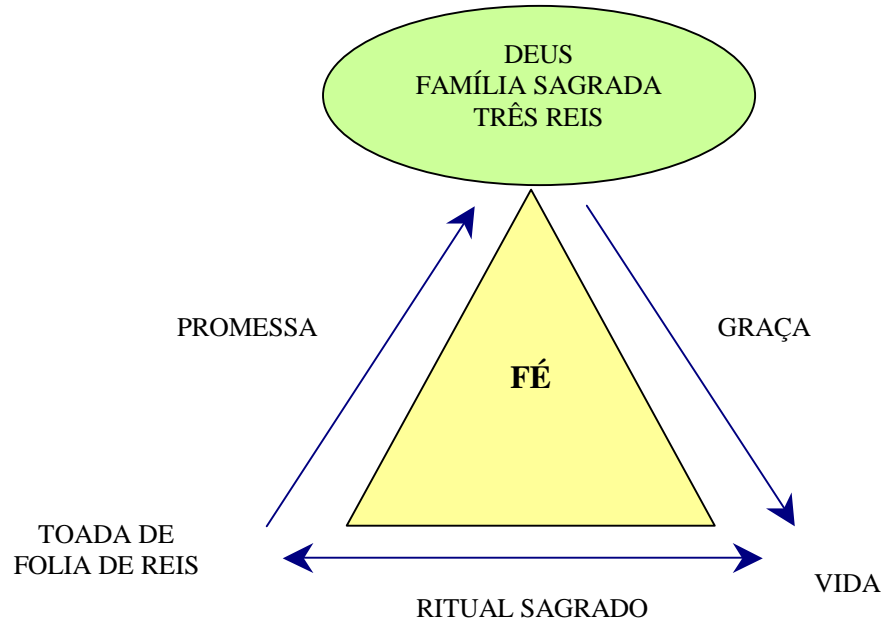 DEUS
FAMÍLIA SAGRADA
TRÊS REIS
PROMESSA
GRAÇA
FÉ
TOADA DE
FOLIA DE REIS
VIDA
RITUAL SAGRADO